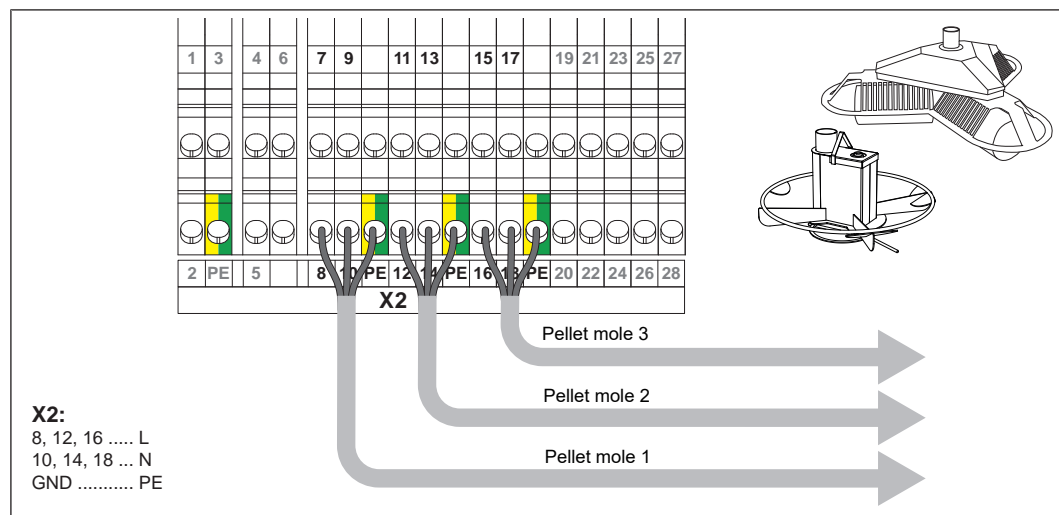 1 3 4 6 7 9 11 13 15 17 19 21 23 25 27
2 PE 5 8 10 PE 12 14 PE 16 18 PE 20 22 24 26 28
X2
Pellet mole 3
Pellet mole 2
Pellet mole 1
X2:
8, 12, 16 ..... L
10, 14, 18 ... N
GND ........... PE